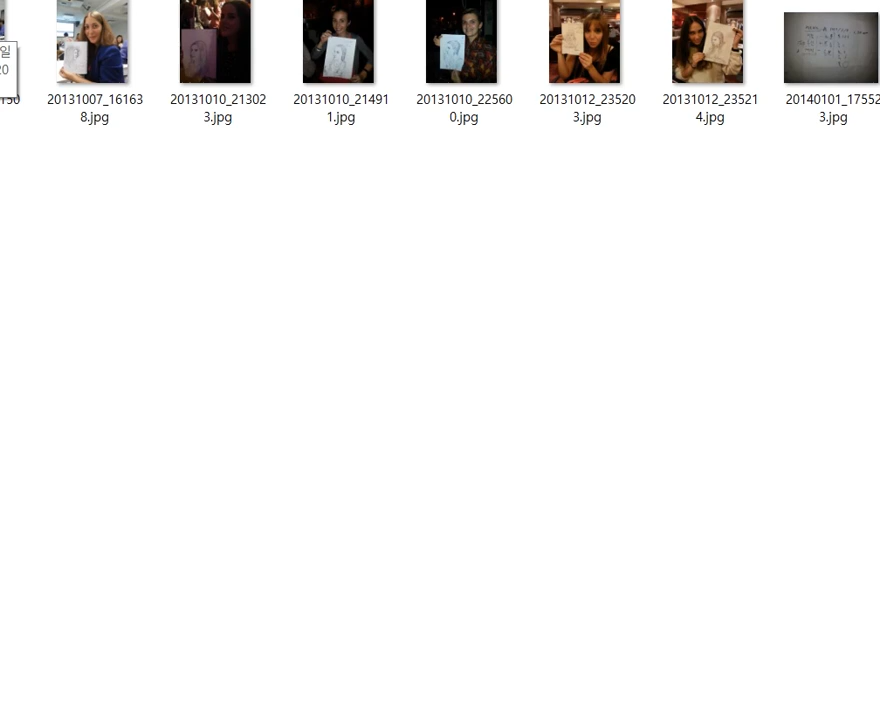 일
20
20131007_16163
8.jpg
20131010_21302
3.jpg
20131010_21491
1.jpg
20131010_22560
0.jpg
20131012_23520
3.jpg
20131012_23521
4.jpg
20140101_17552
3.jpg